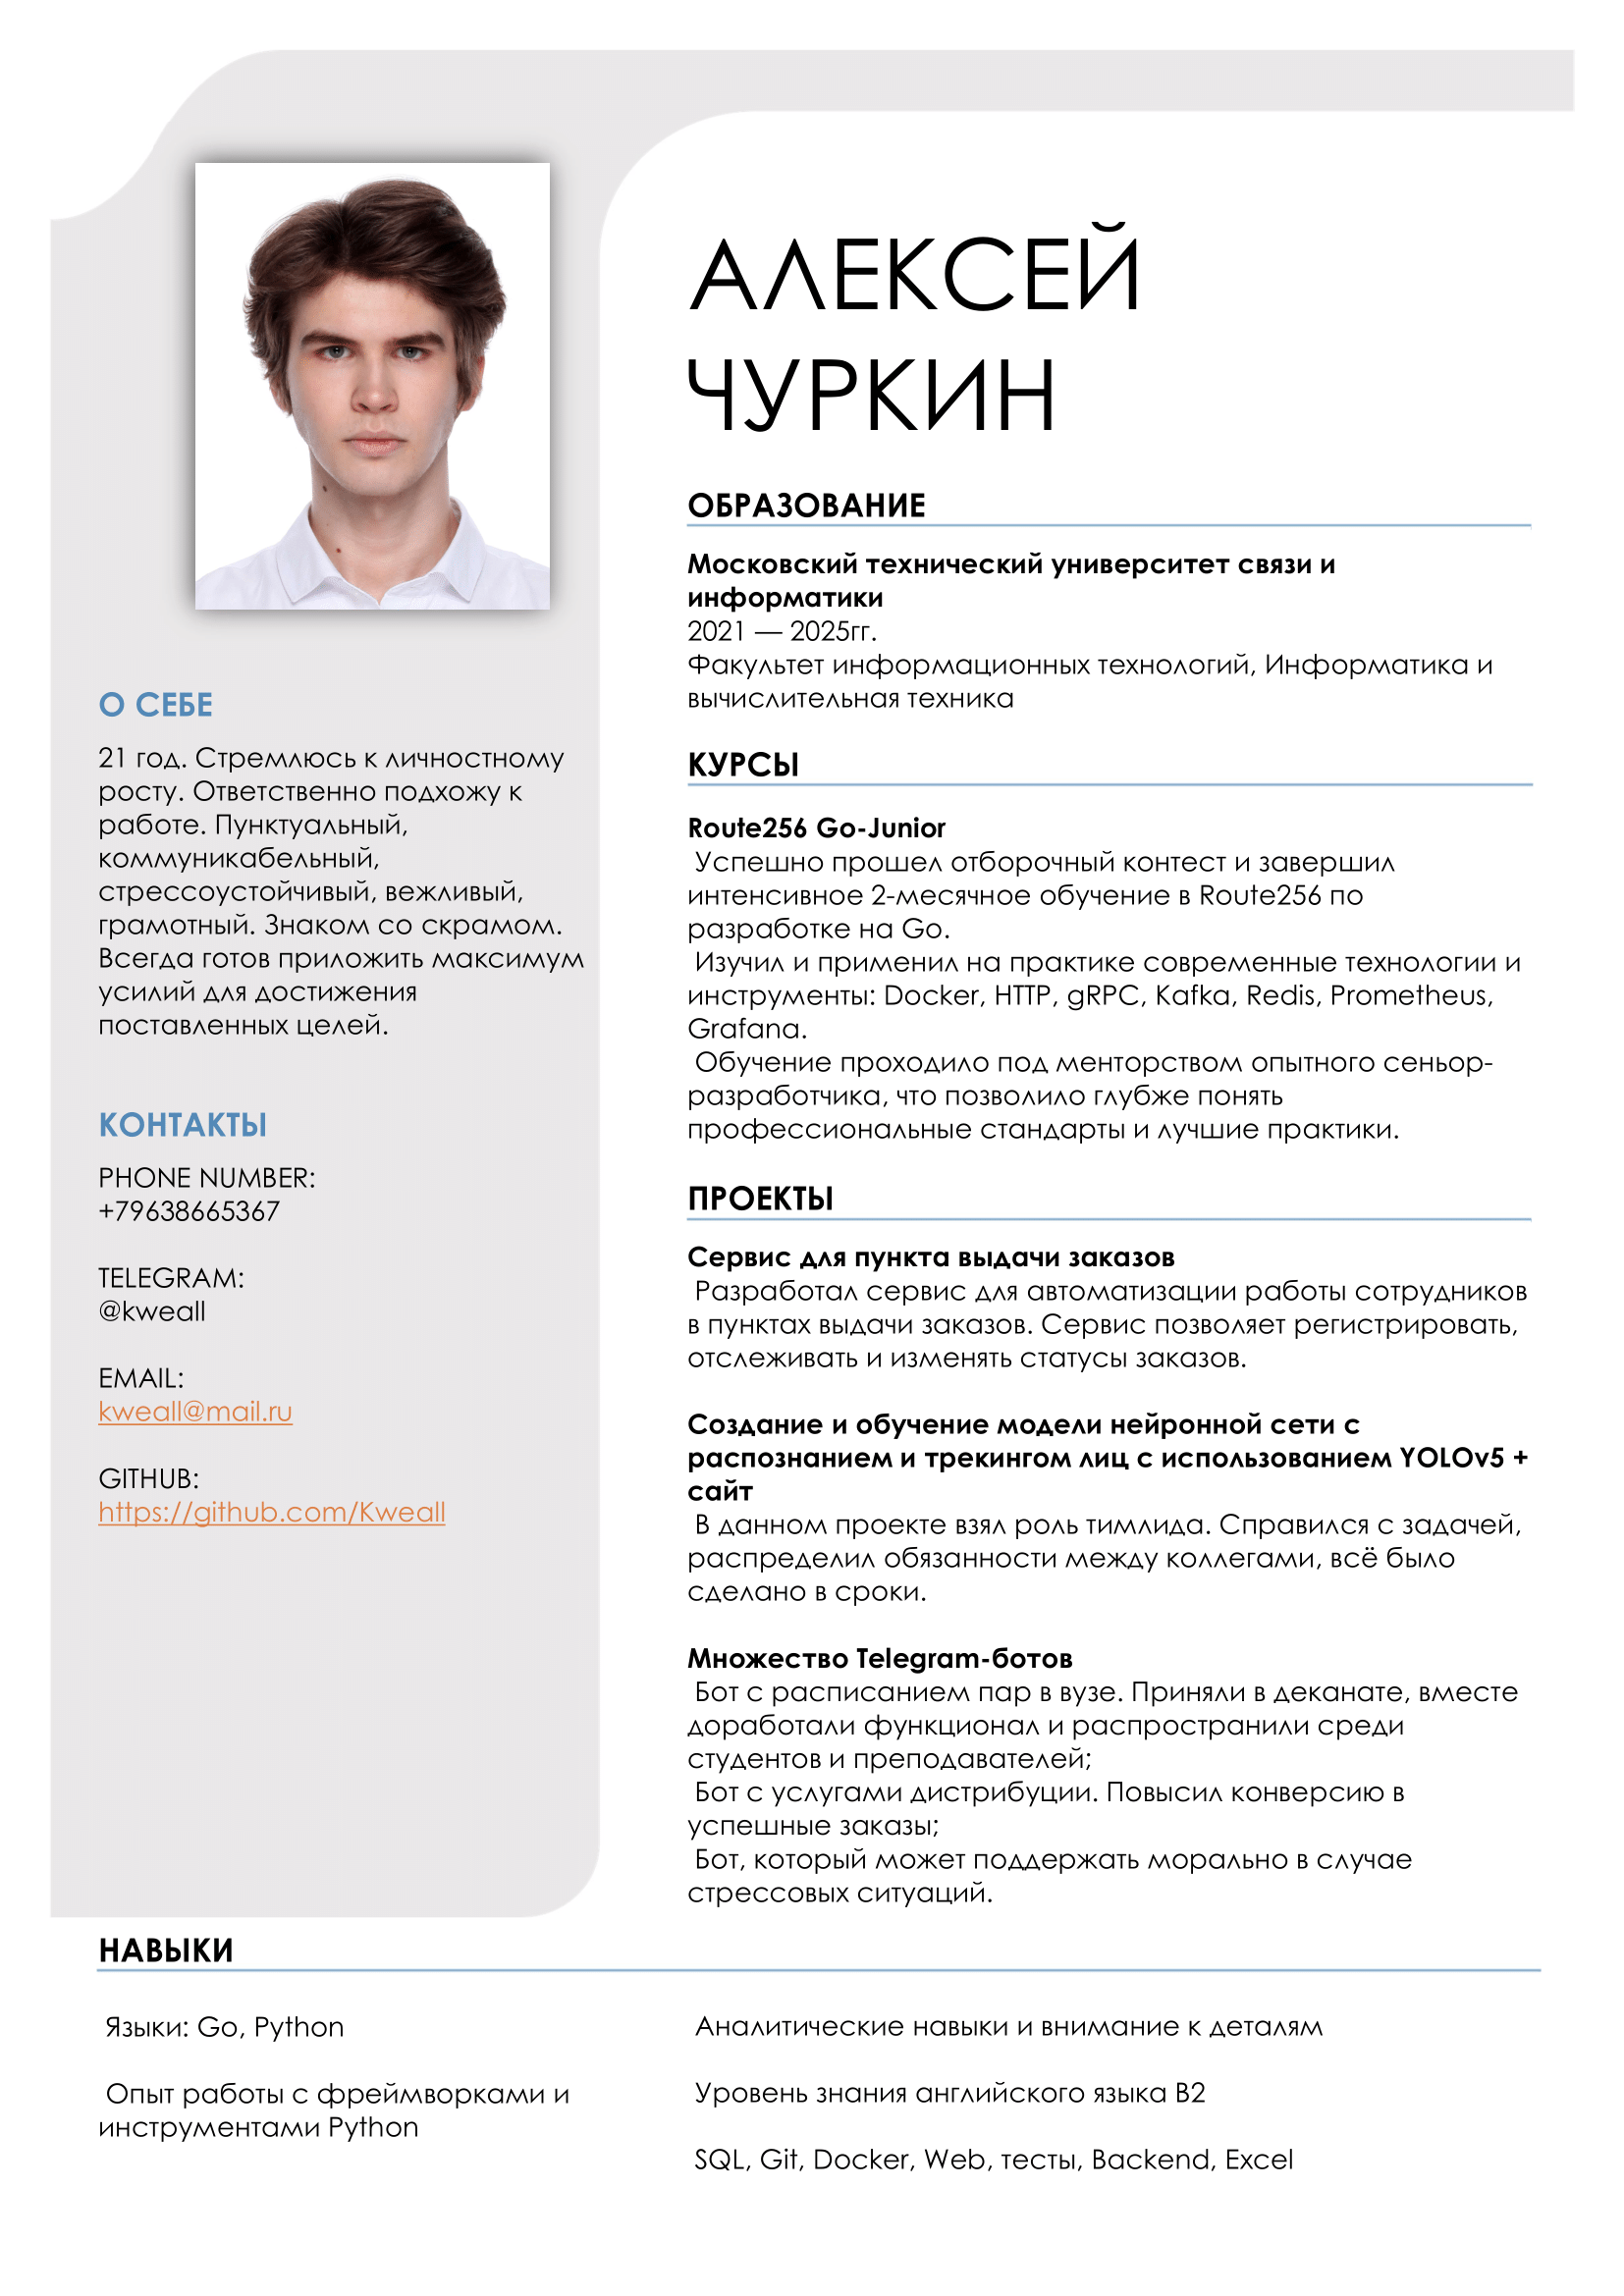 АЛЕКСЕЙ
ЧУРКИН
О СЕБЕ
21 год. Стремлюсь к личностному
росту. Ответственно подхожу к
работе. Пунктуальный,
коммуникабельный,
стрессоустойчивый, вежливый,
грамотный. Знаком со скрамом.
Всегда готов приложить максимум
усилий для достижения
поставленных целей.
КОНТАКТЫ
PHONE NUMBER:
+79638665367
TELEGRAM:
@kweall
EMAIL:
kweall@mail.ru
GITHUB:
https://github.com/Kweall
ОБРАЗОВАНИЕ
Московский технический университет связи и
информатики
2021 — 2025гг.
Факультет информационных технологий, Информатика и
вычислительная техника
КУРСЫ
Route256 Go-Junior
Успешно прошел отборочный контест и завершил
интенсивное 2-месячное обучение в Route256 по
разработке на Go.
Изучил и применил на практике современные технологии и
инструменты: Docker, HTTP, gRPC, Kafka, Redis, Prometheus,
Grafana.
Обучение проходило под менторством опытного сеньор-
разработчика, что позволило глубже понять
профессиональные стандарты и лучшие практики.
ПРОЕКТЫ
Сервис для пункта выдачи заказов
Разработал сервис для автоматизации работы сотрудников
в пунктах выдачи заказов. Сервис позволяет регистрировать,
отслеживать и изменять статусы заказов.
Создание и обучение модели нейронной сети с
распознанием и трекингом лиц с использованием YOLOv5 +
сайт
В данном проекте взял роль тимлида. Справился с задачей,
распределил обязанности между коллегами, всё было
сделано в сроки.
Множество Telegram-ботов
Бот с расписанием пар в вузе. Приняли в деканате, вместе
доработали функционал и распространили среди
студентов и преподавателей;
Бот с услугами дистрибуции. Повысил конверсию в
успешные заказы;
Бот, который может поддержать морально в случае
стрессовых ситуаций.
НАВЫКИ
Языки: Go, Python
Опыт работы с фреймворками и
инструментами Python
Аналитические навыки и внимание к деталям
Уровень знания английского языка B2
SQL, Git, Docker, Web, тесты, Backend, Excel